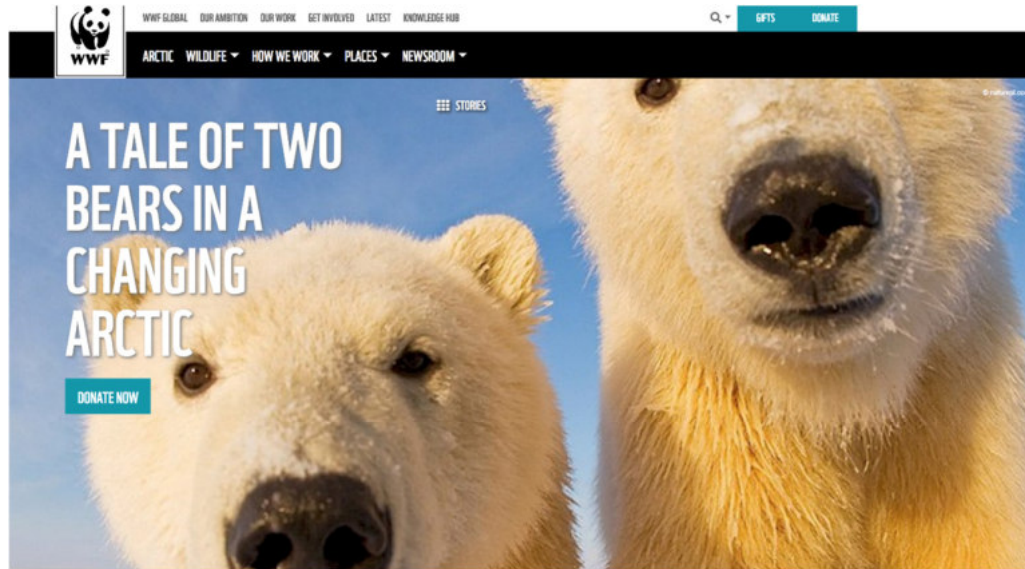 WWF GLOBAL OUR AMBITION OUR WORK GET INVOLVED LATEST KNOWLEDGE HUB GIFTS DONATE
WWF
ARCTIC WILDLIFE HOW WE WORK PLACES NEWSROOM
STORIES
A TALE OF TWO
BEARS IN A
CHANGING
ARCTIC
DONATE NOW